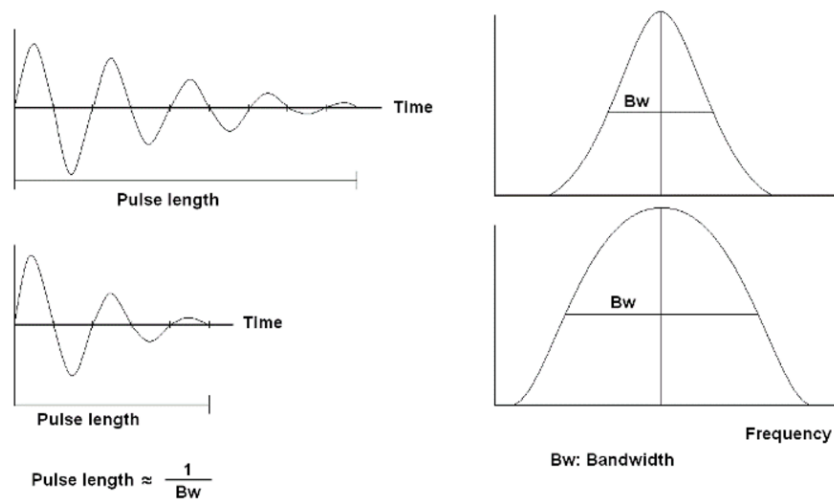 Time
Pulse length
Bw
Time
Pulse length
Bw
Frequency
Pulse length ≈ 1
Bw
Bw: Bandwidth